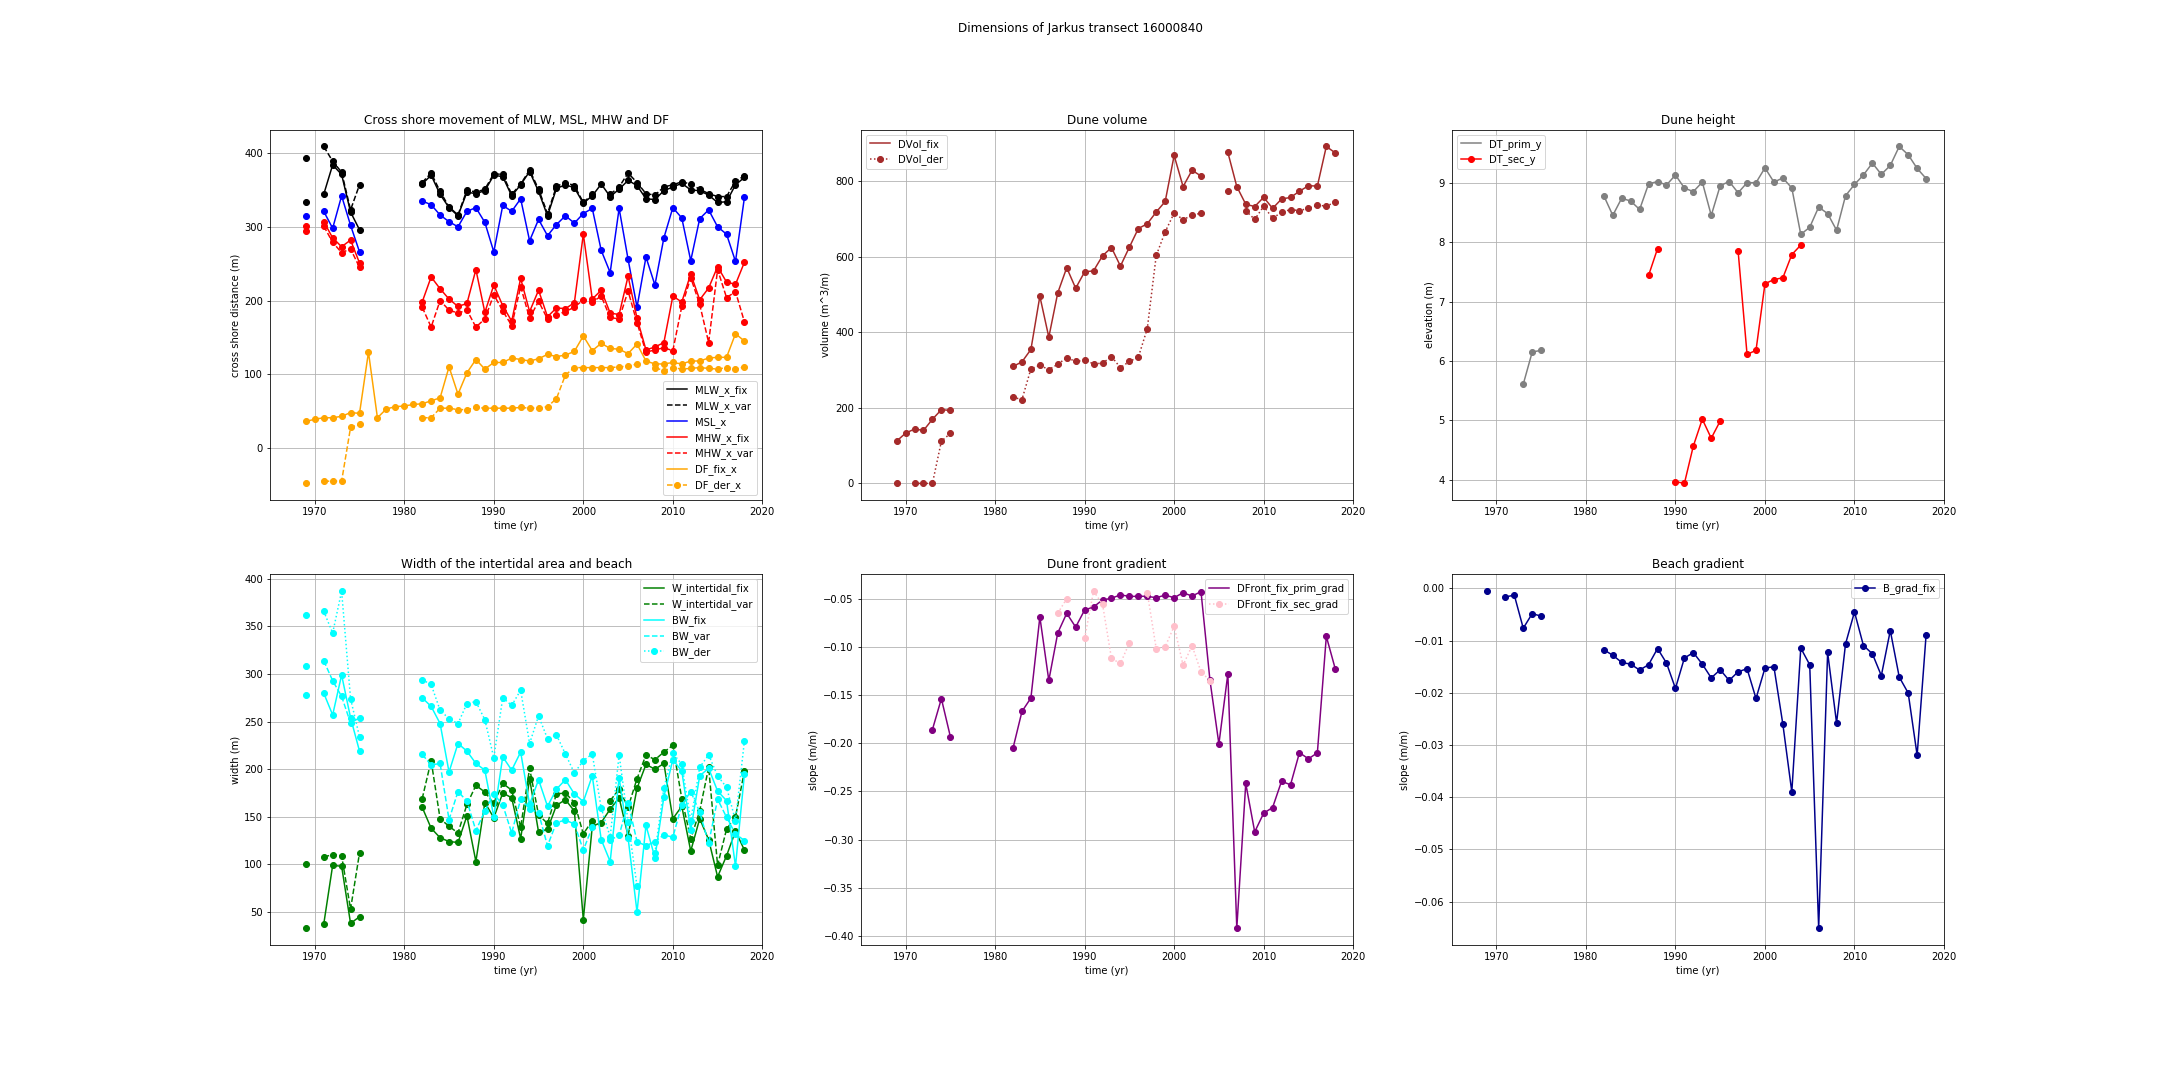 Dimensions of Jarkus transect 16000840
Cross shore movement of MLW, MSL, MHW and DF
cross shore distance (m)
400
300
200
100
0
1970 1980 1990 2000 2010 2020
time (yr)
MLW_x_fix
MLW_x_var
MSL_x
MHW_x_fix
MHW_x_var
DF_fix_x
DF_der_x
Dune volume
volume (m^3/m)
800
600
400
200
0
1970 1980 1990 2000 2010 2020
time (yr)
DVol_fix
DVol_der
Dune height
elevation (m)
9
8
7
6
5
4
1970 1980 1990 2000 2010 2020
time (yr)
DT_prim_y
DT_sec_y
Width of the intertidal area and beach
width (m)
400
350
300
250
200
150
100
50
1970 1980 1990 2000 2010 2020
time (yr)
W_intertidal_fix
W_intertidal_var
BW_fix
BW_var
BW_der
Dune front gradient
slope (m/m)
−0.05
−0.10
−0.15
−0.20
−0.25
−0.30
−0.35
−0.40
1970 1980 1990 2000 2010 2020
time (yr)
DFront_fix_prim_grad
DFront_fix_sec_grad
Beach gradient
slope (m/m)
0.00
−0.01
−0.02
−0.03
−0.04
−0.05
−0.06
1970 1980 1990 2000 2010 2020
time (yr)
B_grad_fix